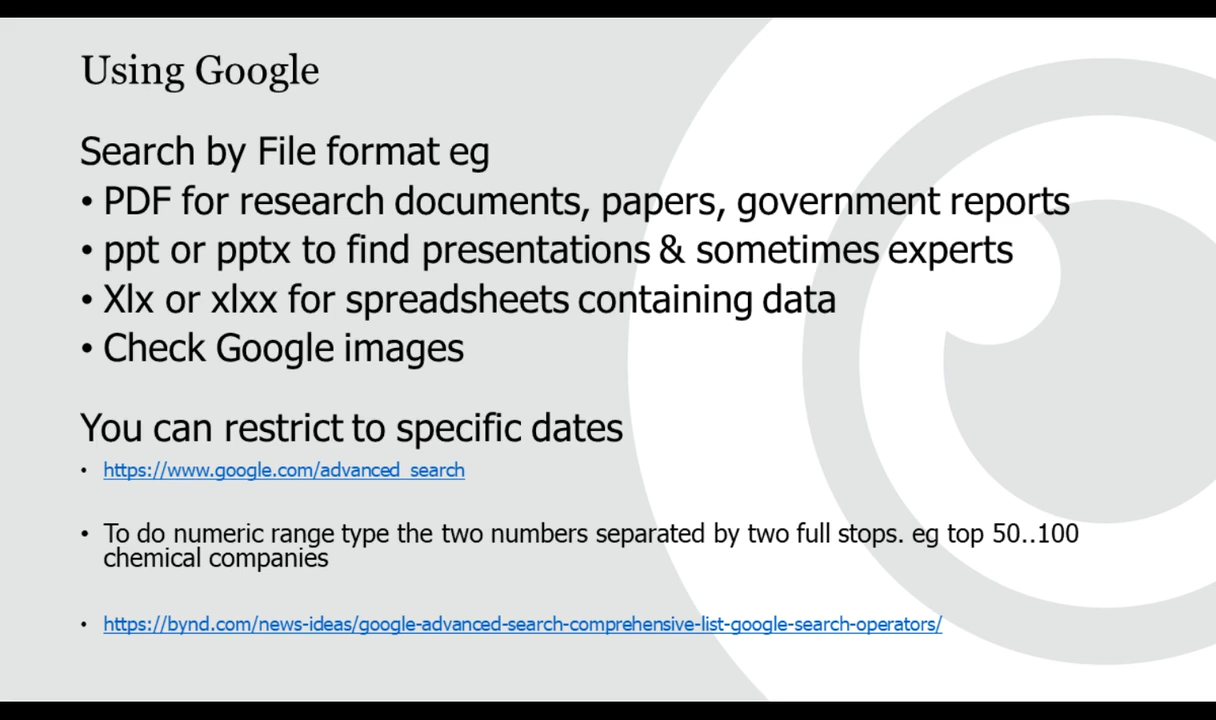 Using Google
Search by File format eg
• PDF for research documents, papers, government reports
• ppt or pptx to find presentations & sometimes experts
• Xlx or xlxx for spreadsheets containing data
• Check Google images
You can restrict to specific dates
• https://www.google.com/advanced_search
• To do numeric range type the two numbers separated by two full stops. eg top 50..100
chemical companies
• https://bynd.com/news-ideas/google-advanced-search-comprehensive-list-google-search-operators/